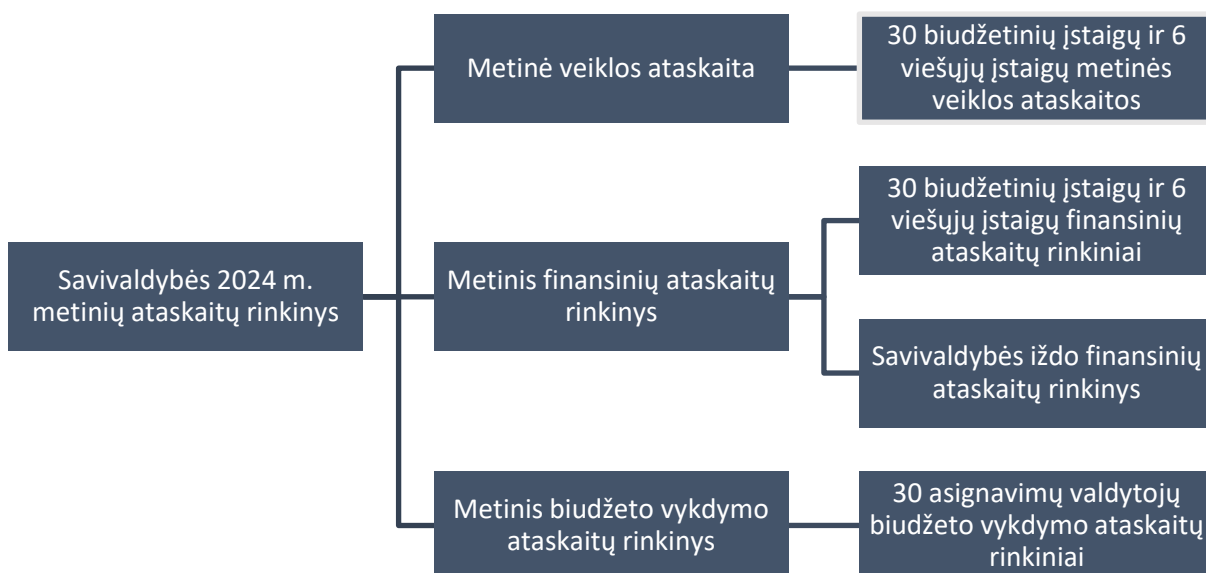 Savivaldybės 2024 m.
metinių ataskaitų rinkinys
Metinė veiklos ataskaita
30 biudžetinių įstaigų ir 6
viešųjų įstaigų metinės
veiklos ataskaitos
Metinis finansinių ataskaitų
rinkinys
30 biudžetinių įstaigų ir 6
viešųjų įstaigų finansinių
ataskaitų rinkiniai
Savivaldybės iždo finansinių
ataskaitų rinkinys
Metinis biudžeto vykdymo
ataskaitų rinkinys
30 asignavimų valdytojų
biudžeto vykdymo ataskaitų
rinkiniai